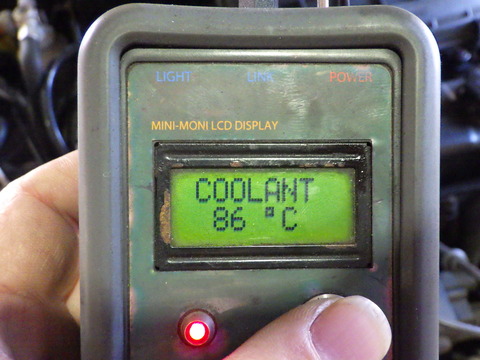 LIGHT LINK POWER
MINI-MONI LCD DISPLAY
COOLANT
86 °C